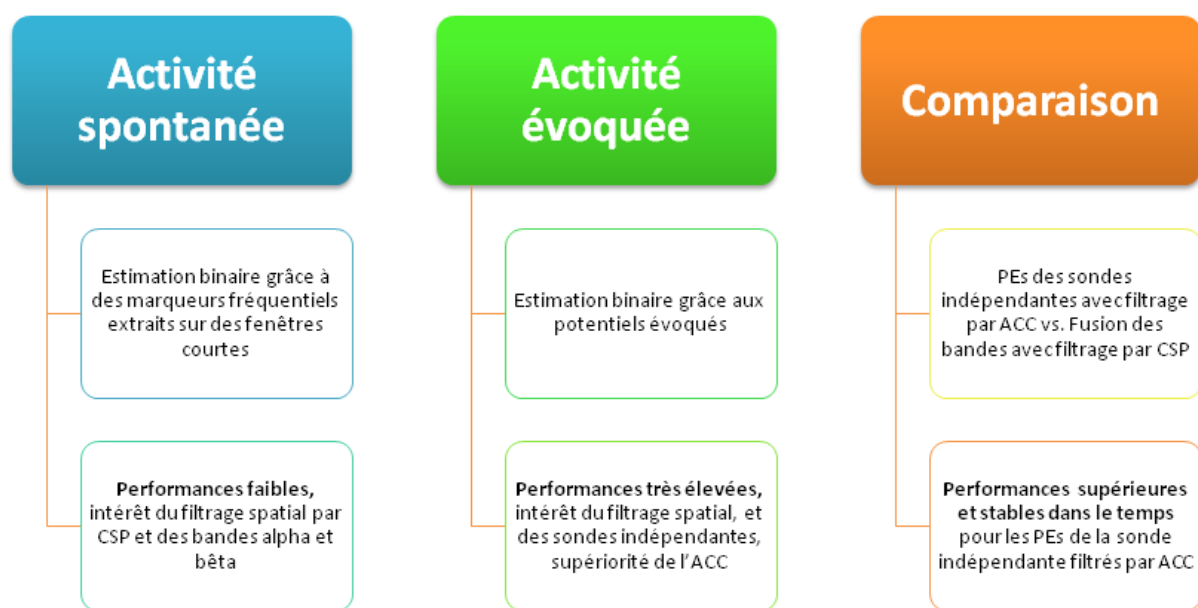 Activité
spontanée
Estimation binaire grâce à
des marqueurs fréquentiels
extraits sur des fenêtres
courtes
Performances faibles,
intérêt du filtrage spatial par
CSP et des bandes alpha et
bêta
Activité
évoquée
Estimation binaire grâce aux
potentiels évoqués
Performances très élevées,
intérêt du filtrage spatial, et
des sondes indépendantes,
supériorité de l'ACC
Comparaison
PEs des sondes
indépendantes avec filtrage
par ACC vs. Fusion des
bandes avec filtrage par CSP
Performances supérieures
et stables dans le temps
pour les PEs de la sonde
indépendante filtrés par ACC